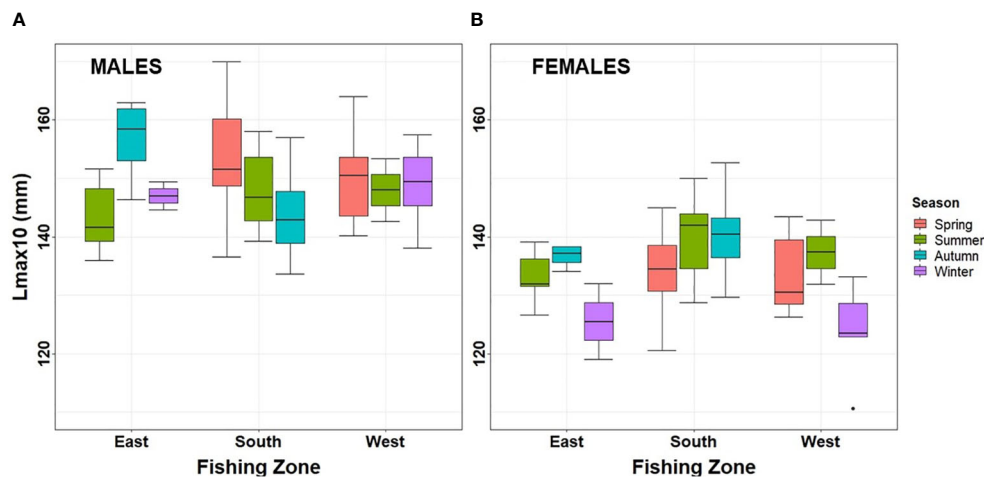 A
B
MALES
FEMALES
Lmax10 (mm)
160
140
120
160
140
120
East South West
East South West
Fishing Zone
Fishing Zone
Season
Spring
Summer
Autumn
Winter